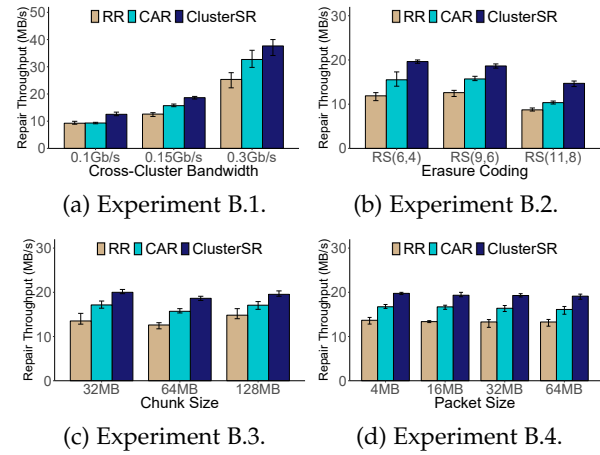 RR CAR ClusterSR
Repair Throughput (MB/s)
50
40
30
20
10
0
0.1Gb/s 0.15Gb/s 0.3Gb/s
Cross-Cluster Bandwidth
(a) Experiment B.1.
RR CAR ClusterSR
Repair Throughput (MB/s)
30
20
10
0
RS(6,4) RS(9,6) RS(11,8)
Erasure Coding
(b) Experiment B.2.
RR CAR ClusterSR
Repair Throughput (MB/s)
30
20
10
0
32MB 64MB 128MB
Chunk Size
(c) Experiment B.3.
RR CAR ClusterSR
Repair Throughput (MB/s)
30
20
10
0
4MB 16MB 32MB 64MB
Packet Size
(d) Experiment B.4.